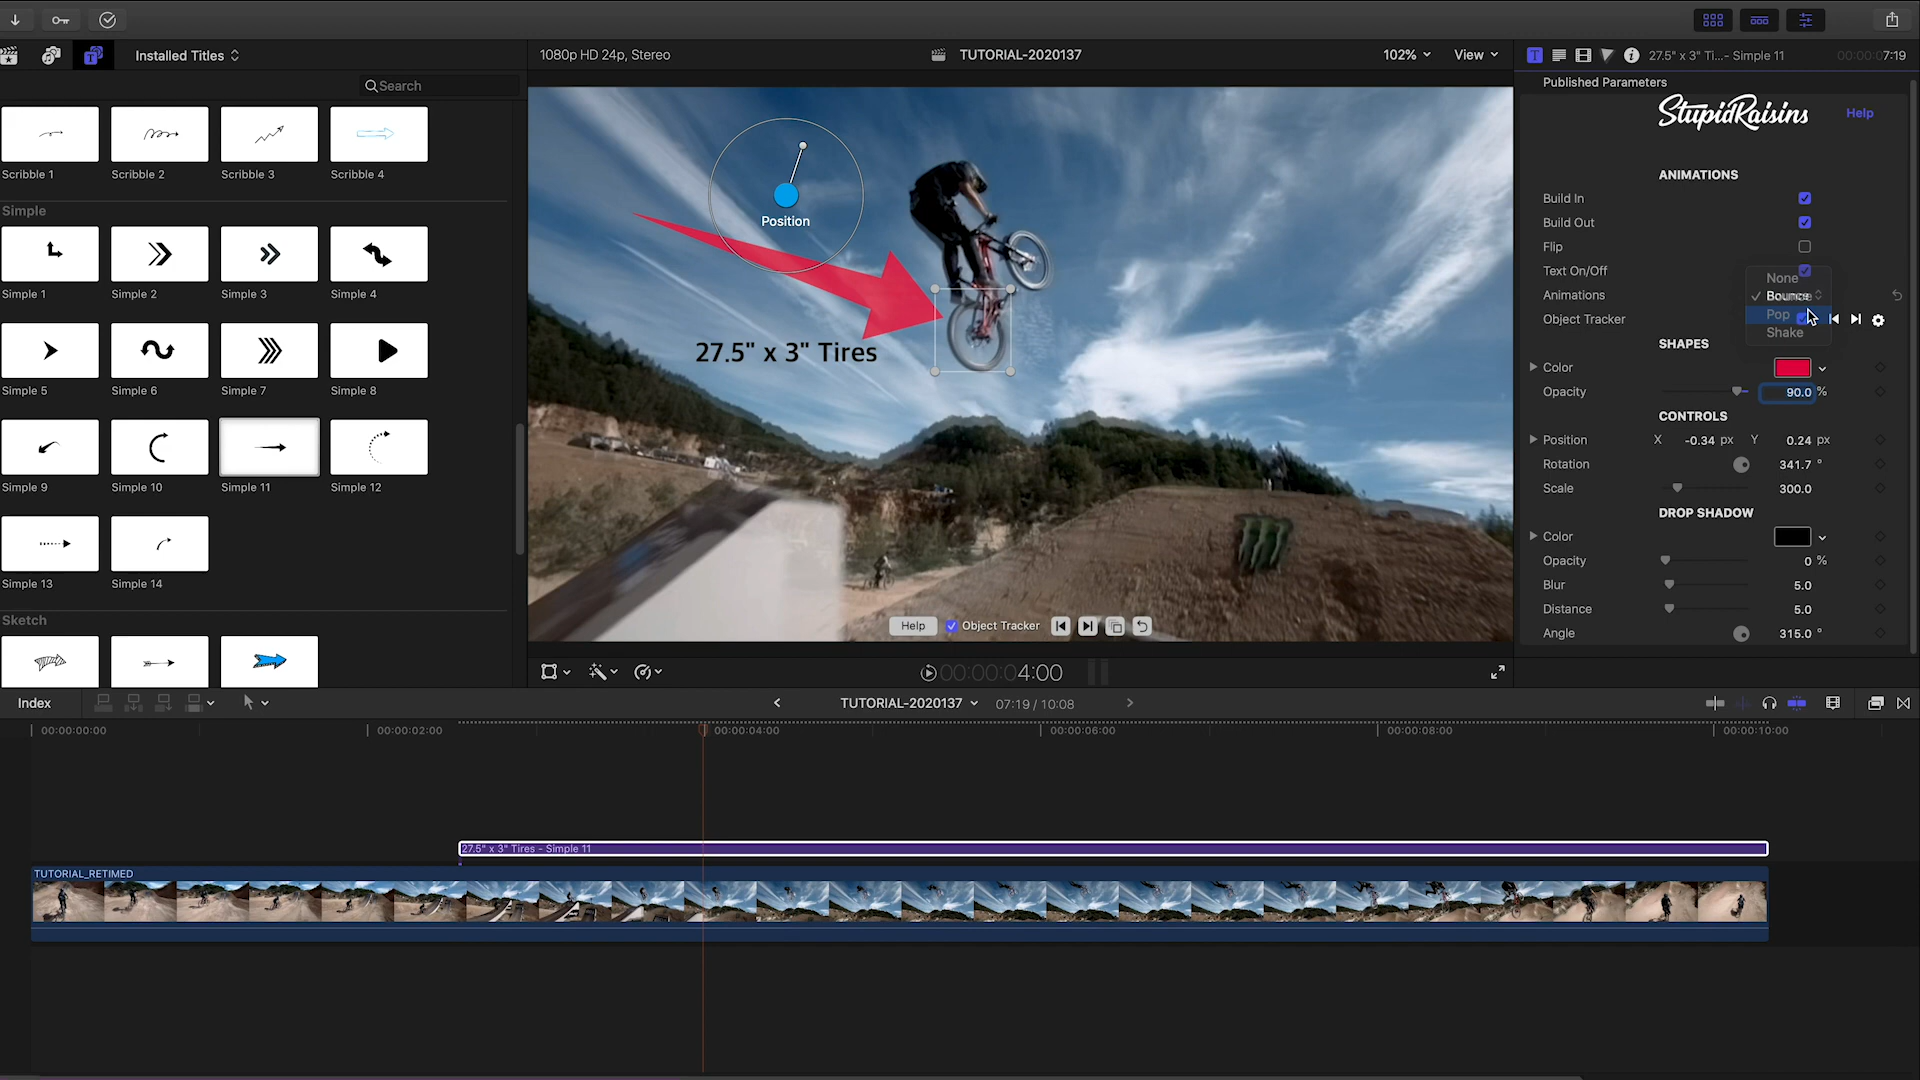 Installed Titles
1080p HD 24p, Stereo
TUTORIAL-2020137
102%
View
27.5" x 3" Ti...- Simple 11
00:00:07:19
Search
Scribble 1
Scribble 2
Scribble 3
Scribble 4
Simple
Simple 1
Simple 2
Simple 3
Simple 4
Simple 5
Simple 6
Simple 7
Simple 8
Simple 9
Simple 10
Simple 11
Simple 12
Simple 13
Simple 14
Sketch
Position
27.5" x 3" Tires
Help
Object Tracker
00:00:04:00
Published Parameters
StupidRaisins
Help
ANIMATIONS
Build In
Build Out
Flip
Text On/Off
Animations
Object Tracker
None
Bounce
Pop
Shake
SHAPES
Color
Opacity
90.0 %
CONTROLS
Position
X -0.34 px Y 0.24 px
Rotation
341.7 °
Scale
300.0
DROP SHADOW
Color
Opacity
0 %
Blur
5.0
Distance
5.0
Angle
315.0 °
Index
TUTORIAL-2020137
07:19 / 10:08
00:00:00:00
00:00:02:00
00:00:04:00
00:00:06:00
00:00:08:00
00:00:10:00
27.5" x 3" Tires - Simple 11
TUTORIAL_RETIMED